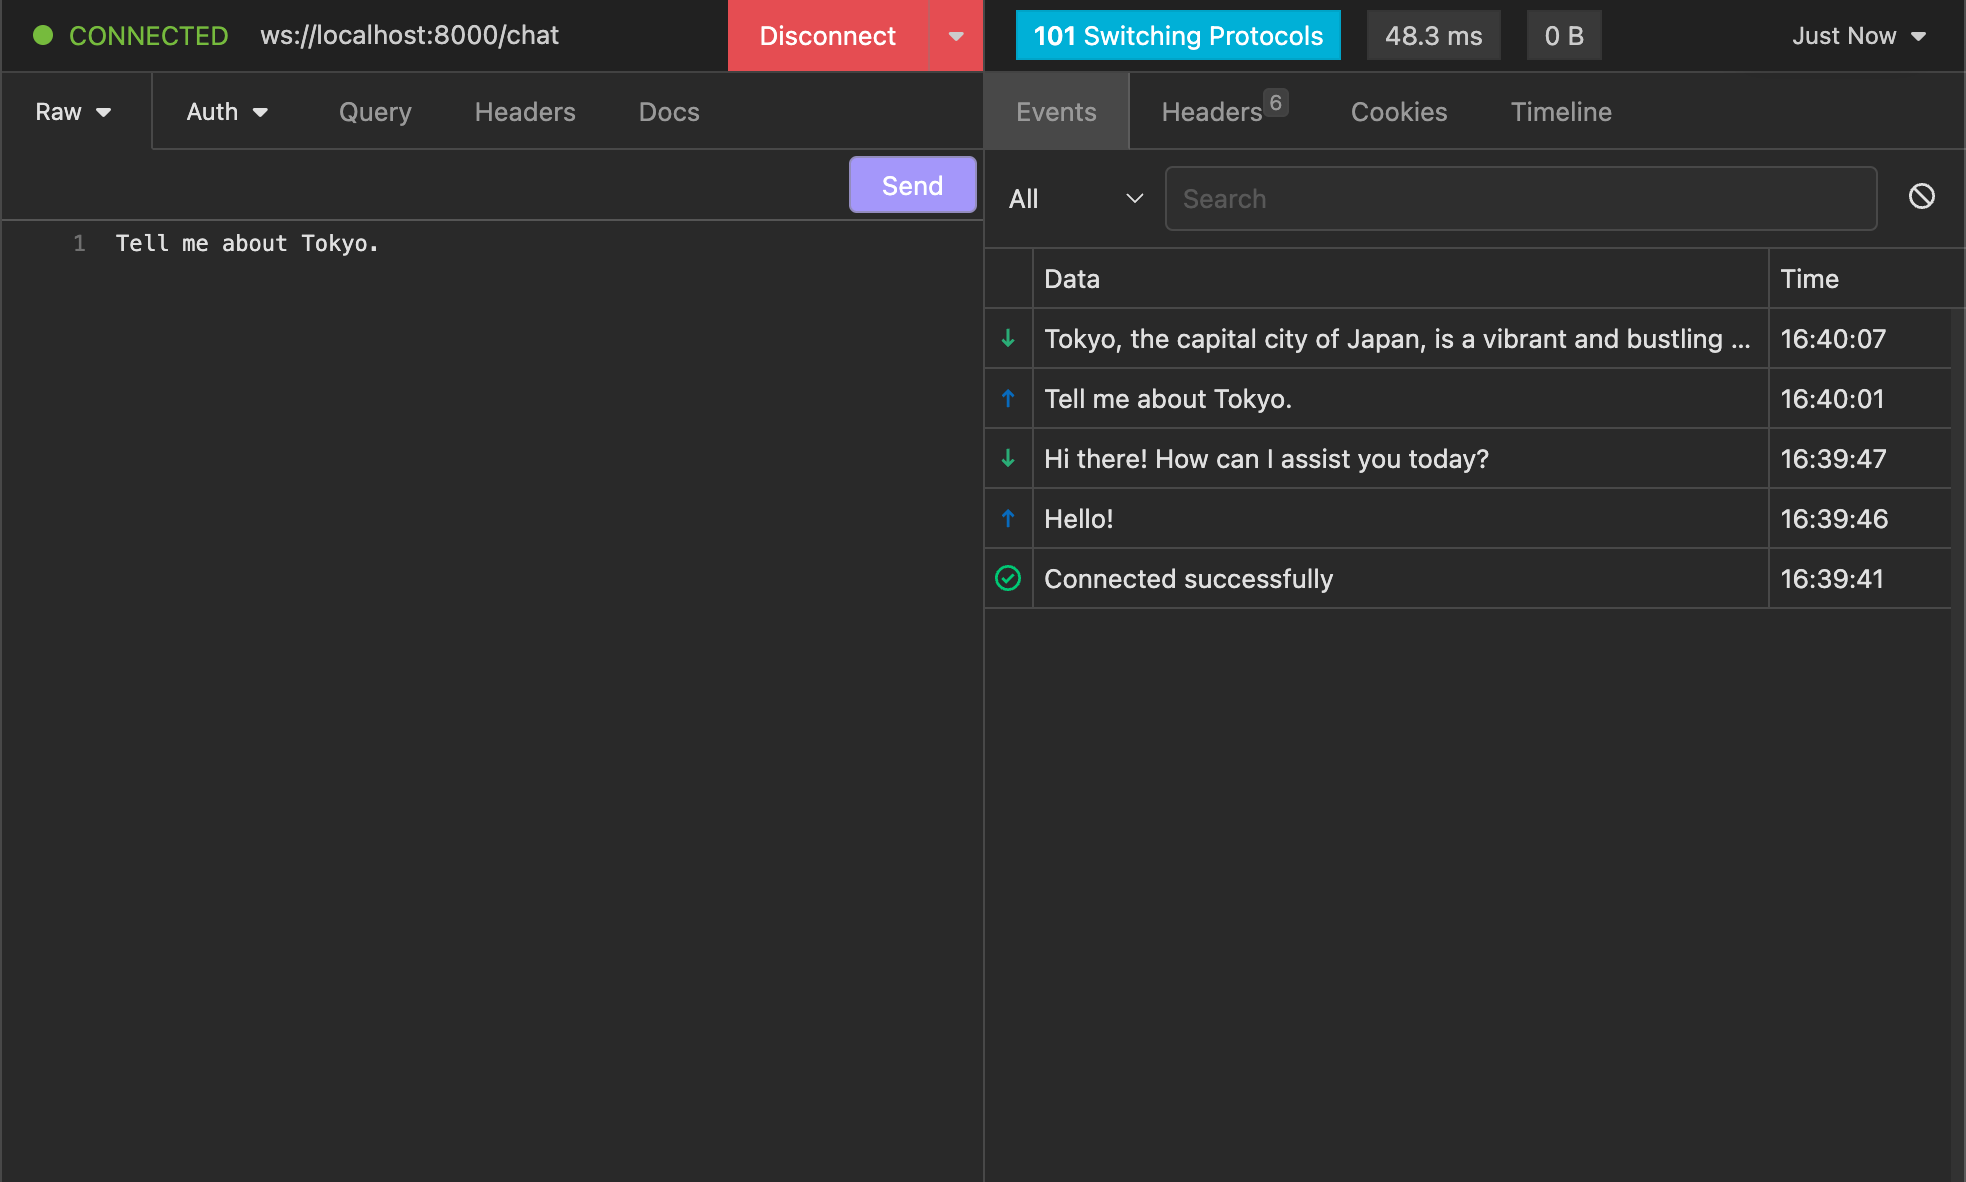 CONNECTED ws://localhost:8000/chat Disconnect
101 Switching Protocols 48.3 ms 0 B Just Now
Raw Auth Query Headers Docs
Events Headers 6 Cookies Timeline
Send
All Search
1 Tell me about Tokyo.
Data Time
Tokyo, the capital city of Japan, is a vibrant and bustling ... 16:40:07
Tell me about Tokyo. 16:40:01
Hi there! How can I assist you today? 16:39:47
Hello! 16:39:46
Connected successfully 16:39:41